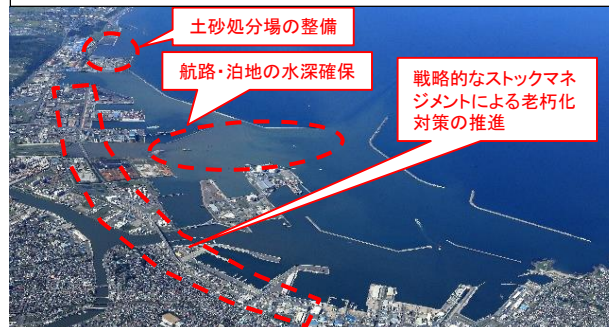 土砂処分場の整備
航路・泊地の水深確保
戦略的なストックマネ
ジメントによる老朽化
対策の推進